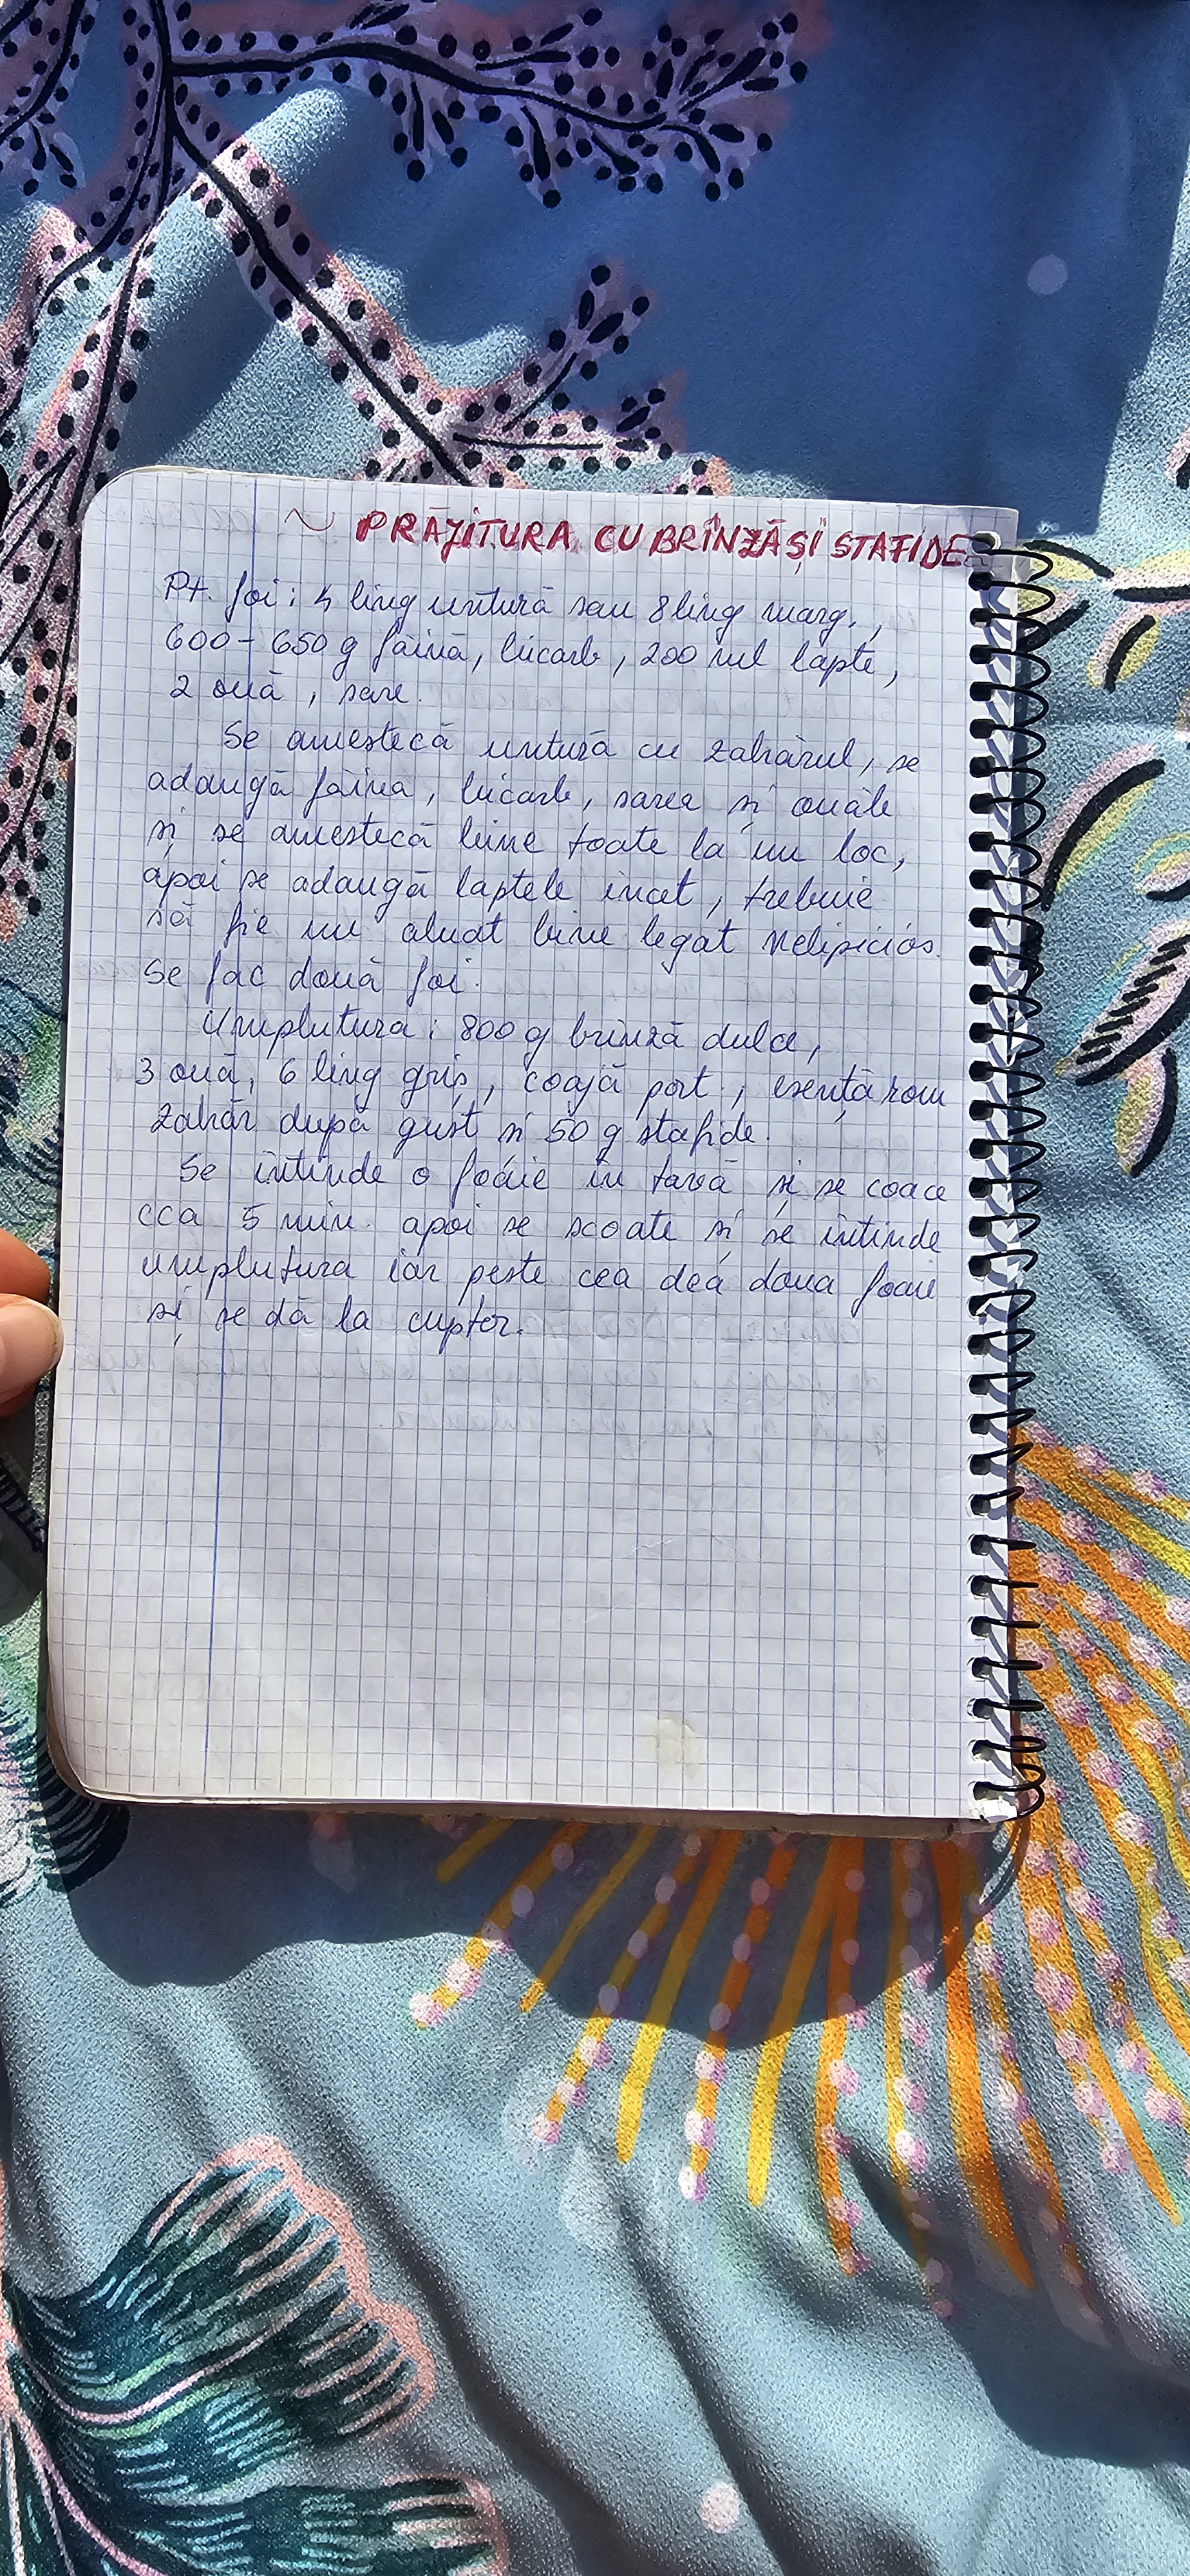 ~ PRĂJITURA CU BRÎNZĂ ȘI STAFIDE
Pt. foi: 4 ling untură sau 8 ling marg.,
600-650 g făină, bicarb, 200 ml lapte,
2 ouă, sare.
Se amestecă untură cu zahărul, se
adaugă făina, bicarb, sarea și ouăle
și se amestecă bine toate la un loc,
apoi se adaugă laptele încet, trebuie
să fie un aluat bine legat nelipicios.
Se fac două foi.
Umplutura: 800 g brînză dulce,
3 ouă, 6 ling griș, coajă port., esență rom
zahăr după gust și 50 g stafide.
Se întinde o foaie în tavă și se coace
cca 5 min. apoi se scoate și se întinde
umplutura iar peste cea dea doua foaie
și se dă la cuptor.